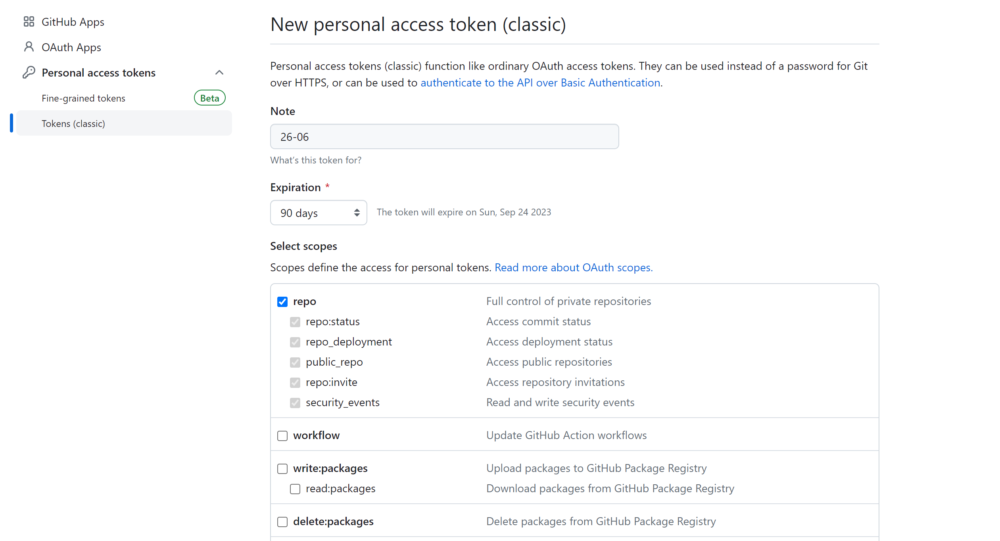 GitHub Apps
OAuth Apps
Personal access tokens
Fine-grained tokens Beta
Tokens (classic)
New personal access token (classic)
Personal access tokens (classic) function like ordinary OAuth access tokens. They can be used instead of a password for Git
over HTTPS, or can be used to authenticate to the API over Basic Authentication.
Note
26-06
What’s this token for?
Expiration *
90 days The token will expire on Sun, Sep 24 2023
Select scopes
Scopes define the access for personal tokens. Read more about OAuth scopes.
repo Full control of private repositories
repo:status Access commit status
repo_deployment Access deployment status
public_repo Access public repositories
repo:invite Access repository invitations
security_events Read and write security events
workflow Update GitHub Action workflows
write:packages Upload packages to GitHub Package Registry
read:packages Download packages from GitHub Package Registry
delete:packages Delete packages from GitHub Package Registry